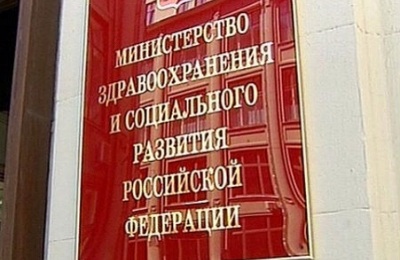 МИНИСТЕРСТВО
ЗДРАВООХРАНЕНИЯ
И СОЦИАЛЬНОГО
РАЗВИТИЯ
РОССИЙСКОЙ
ФЕДЕРАЦИИ